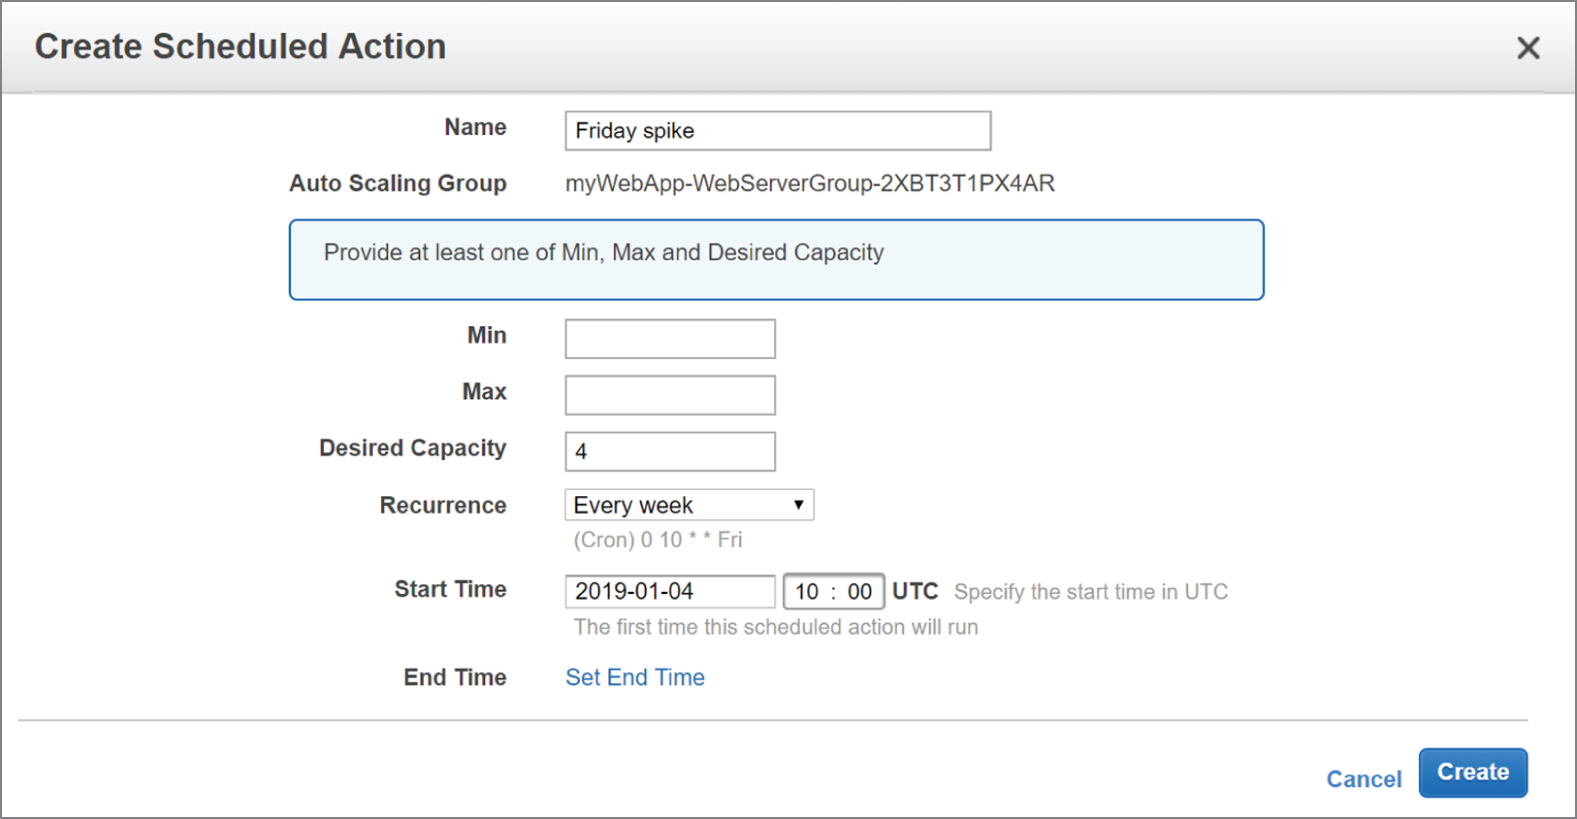 Create Scheduled Action
Name Friday spike
Auto Scaling Group myWebApp-WebServerGroup-2XBT3T1PX4AR
Provide at least one of Min, Max and Desired Capacity
Min
Max
Desired Capacity 4
Recurrence Every week
(Cron) 0 10 * * Fri
Start Time 2019-01-04 10 : 00 UTC Specify the start time in UTC
The first time this scheduled action will run
End Time Set End Time
Cancel Create